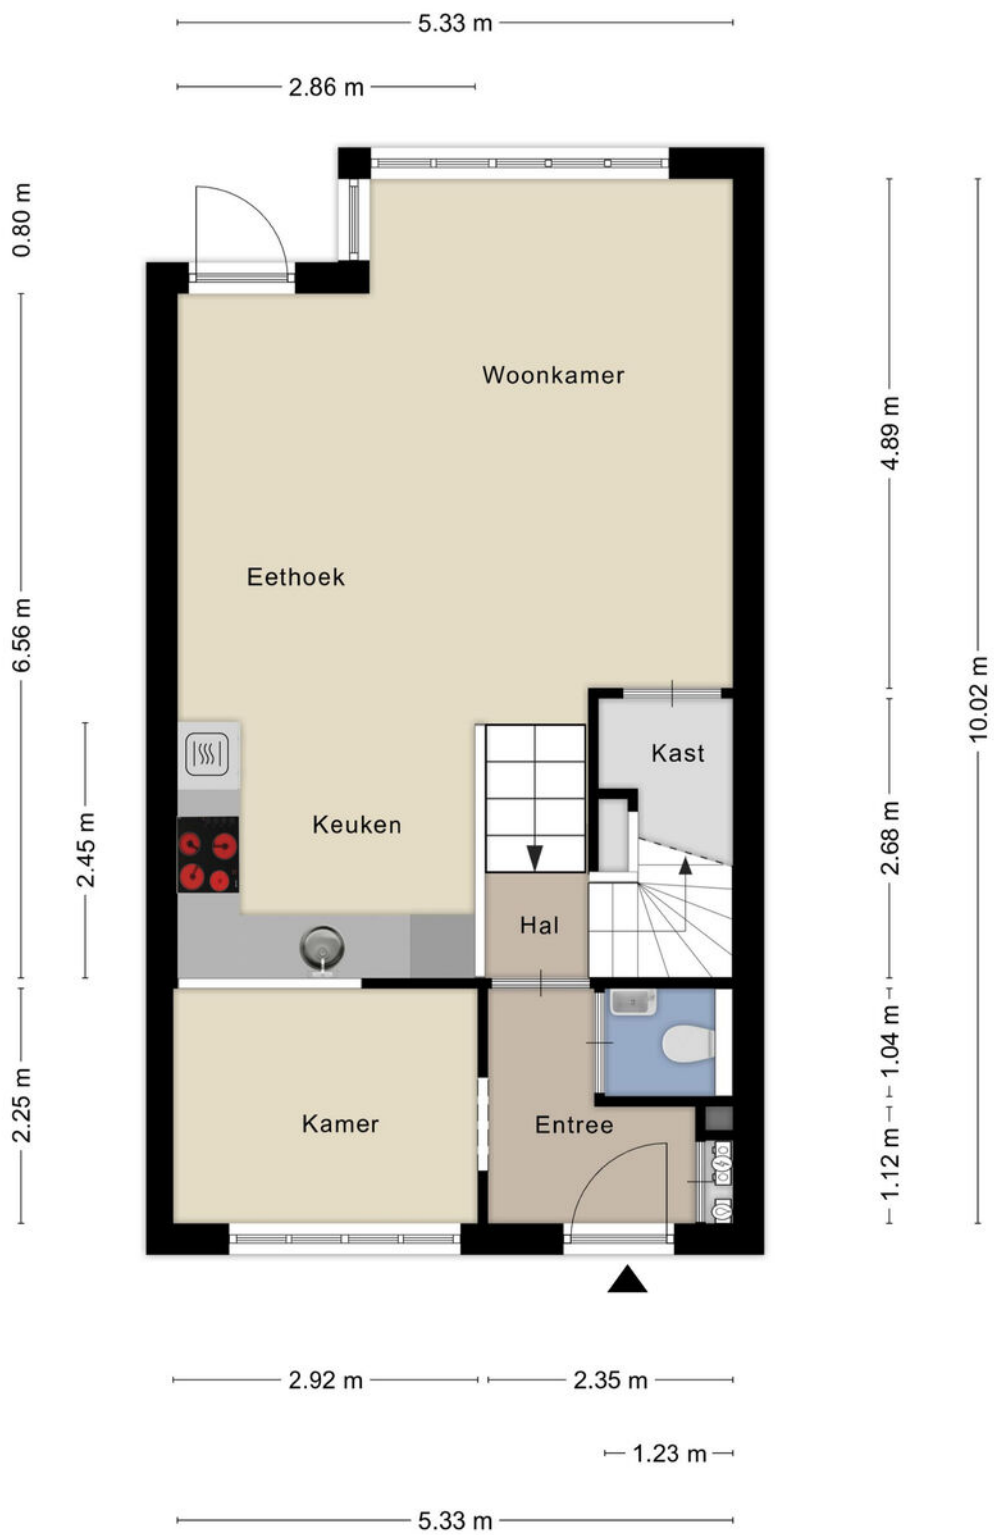 5.33 m
2.86 m
0.80 m
Woonkamer
4.89 m
Eethoek
6.56 m
10.02 m
Kast
Keuken
2.45 m
2.68 m
Hal
1.04 m
2.25 m
Kamer
Entree
1.12 m
2.92 m
2.35 m
1.23 m
5.33 m